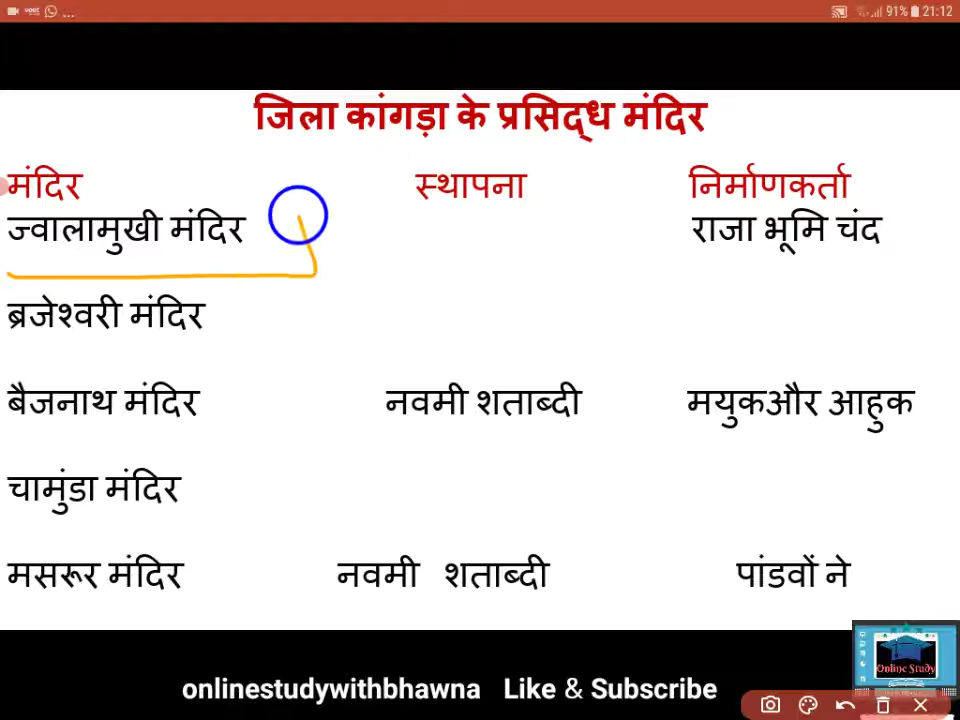 voot ... 91% 21:12
जिला कांगड़ा के प्रसिद्ध मंदिर
मंदिर स्थापना निर्माणकर्ता
ज्वालामुखी मंदिर राजा भूमि चंद
ब्रजेश्वरी मंदिर
बैजनाथ मंदिर नवमी शताब्दी मयुकऔर आहुक
चामुंडा मंदिर
मसरूर मंदिर नवमी शताब्दी पांडवों ने
Online Study
onlinestudywithbhawna Like & Subscribe